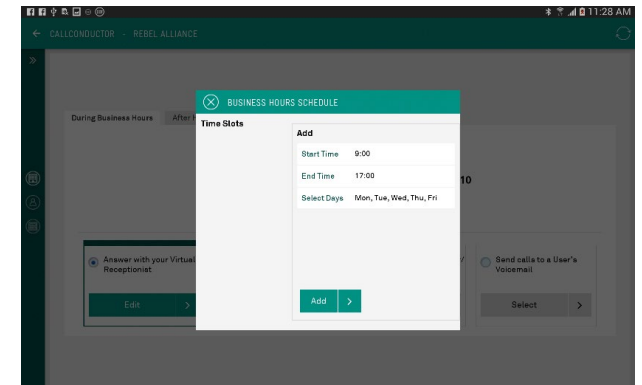 11:28 AM
CALLCONDUCTOR - REBEL ALLIANCE
BUSINESS HOURS SCHEDULE
During Business Hours
After
Time Slots
Add
Start Time 9:00
End Time 17:00
10
Select Days Mon, Tue, Wed, Thu, Fri
Answer with your Virtual
Receptionist
Send calls to a User's
Voicemail
Edit
Add
Select